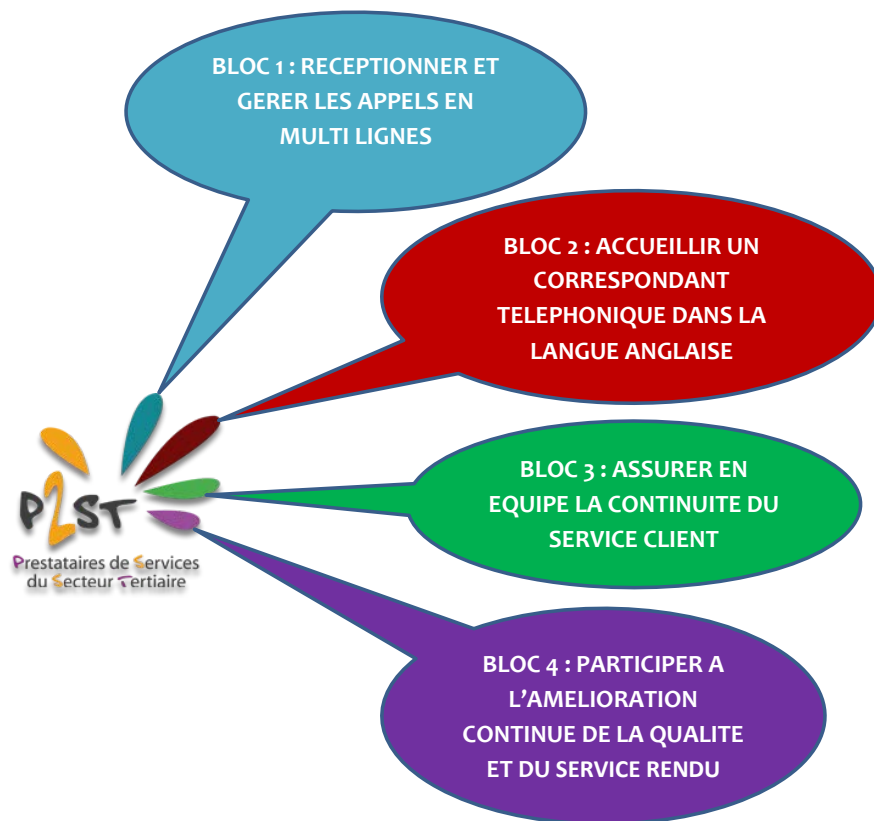 BLOC 1 : RECEPTIONNER ET
GERER LES APPELS EN
MULTI LIGNES
BLOC 2 : ACCUEILLIR UN
CORRESPONDANT
TELEPHONIQUE DANS LA
LANGUE ANGLAISE
BLOC 3 : ASSURER EN
EQUIPE LA CONTINUITE DU
SERVICE CLIENT
P2ST
Prestataires de Services
du Secteur Tertiaire
BLOC 4 : PARTICIPER A
L’AMELIORATION
CONTINUE DE LA QUALITE
ET DU SERVICE RENDU